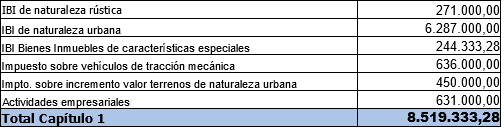 IBI de naturaleza rústica 271.000,00
IBI de naturaleza urbana 6.287.000,00
IBI Bienes Inmuebles de características especiales 244.333,28
Impuesto sobre vehículos de tracción mecánica 636.000,00
Impto. sobre incremento valor terrenos de naturaleza urbana 450.000,00
Actividades empresariales 631.000,00
Total Capítulo 1 8.519.333,28